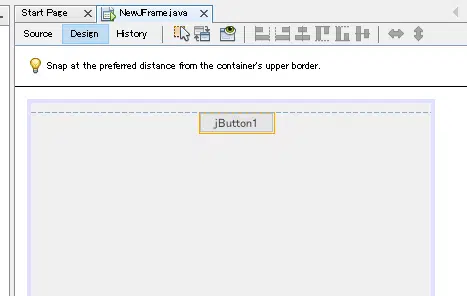 Start Page NewJFrame.java
Source Design History
Snap at the preferred distance from the container's upper border.
jButton1